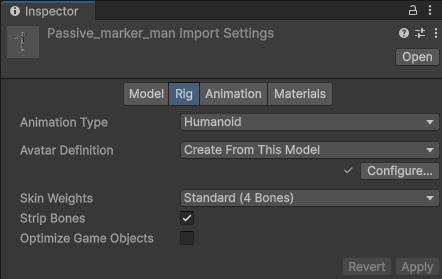 Inspector
Passive_marker_man Import Settings
Open
Model Rig Animation Materials
Animation Type Humanoid
Avatar Definition Create From This Model
Configure...
Skin Weights Standard (4 Bones)
Strip Bones
Optimize Game Objects
Revert Apply